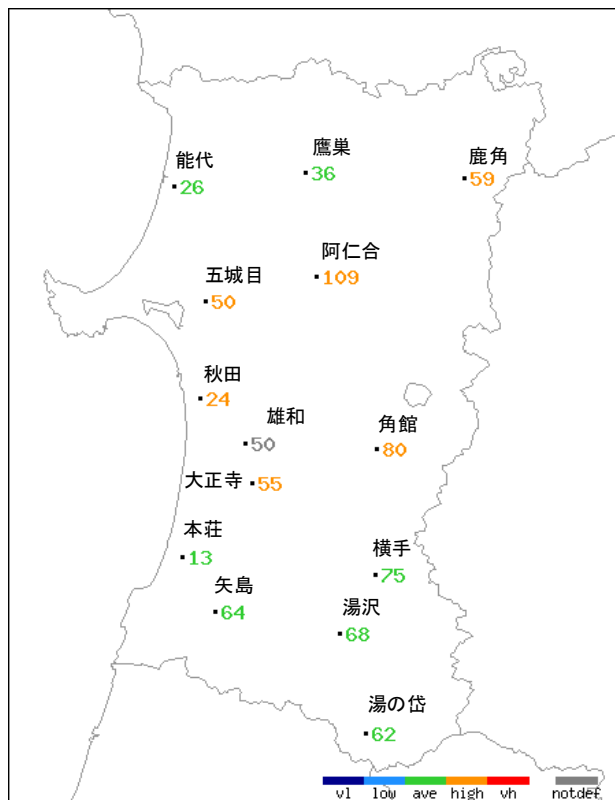 能代
26
鷹巣
36
鹿角
59
五城目
50
阿仁合
109
秋田
24
雄和
50
角館
80
大正寺
55
本荘
13
横手
75
矢島
64
湯沢
68
湯の岱
62
vl low ave high vh notdef